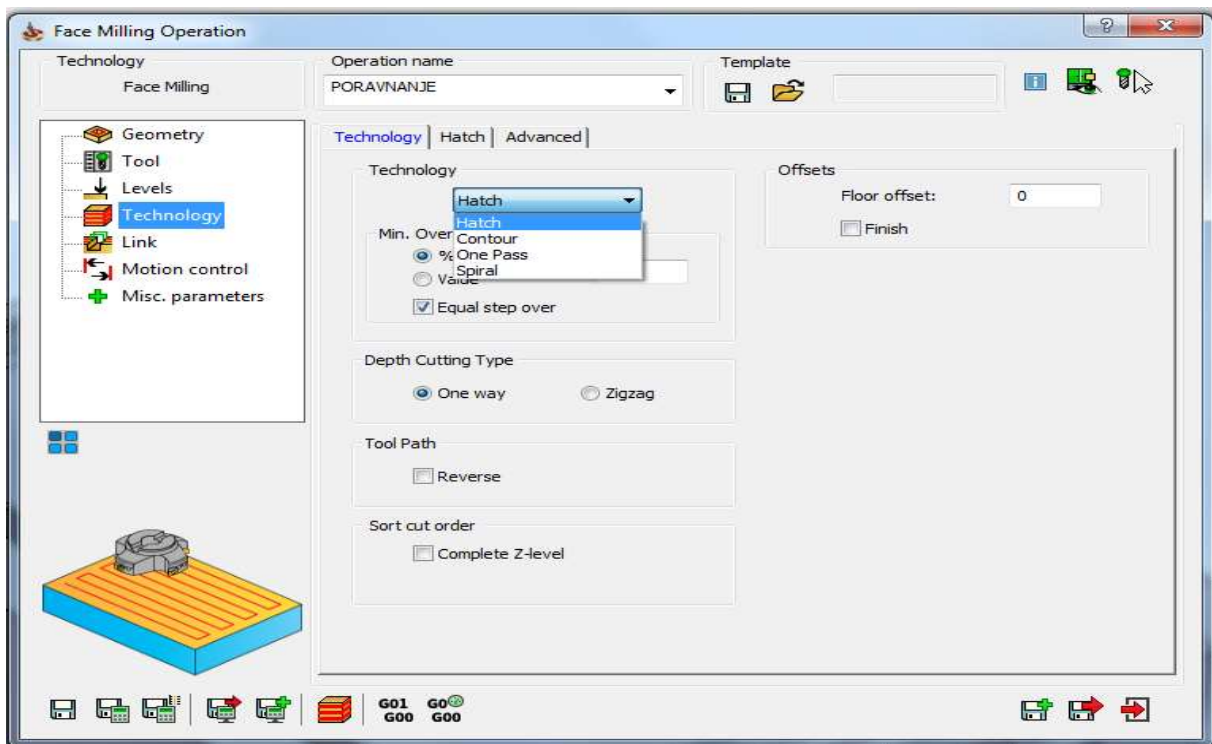 Face Milling Operation
Technology
Face Milling
Operation name
PORAVNANJE
Template
Geometry
Tool
Levels
Technology
Link
Motion control
Misc. parameters
Technology Hatch Advanced
Technology
Hatch
Hatch
Contour
One Pass
Spiral
Min. Over
%
Value
Equal step over
Depth Cutting Type
One way Zigzag
Tool Path
Reverse
Sort cut order
Complete Z-level
Offsets
Floor offset: 0
Finish
G01 G0
G00 G00